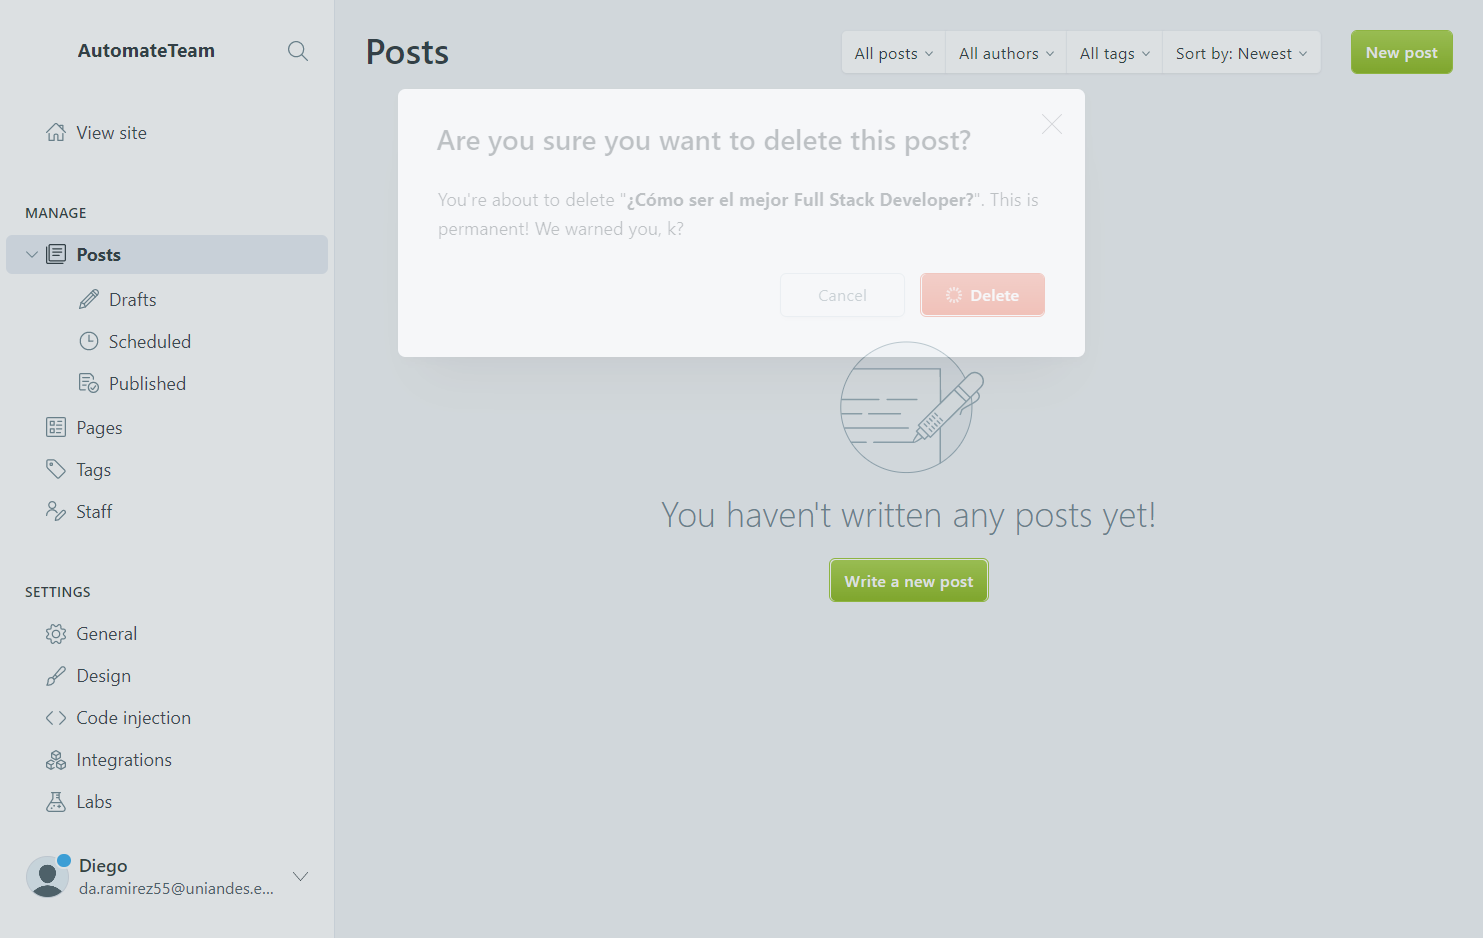 AutomateTeam
View site
MANAGE
Posts
Drafts
Scheduled
Published
Pages
Tags
Staff
SETTINGS
General
Design
Code injection
Integrations
Labs
Diego
da.ramirez55@uniandes.e...
Posts
All posts
All authors
All tags
Sort by: Newest
New post
Are you sure you want to delete this post?
You're about to delete "¿Cómo ser el mejor Full Stack Developer?". This is
permanent! We warned you, k?
Cancel
Delete
You haven't written any posts yet!
Write a new post